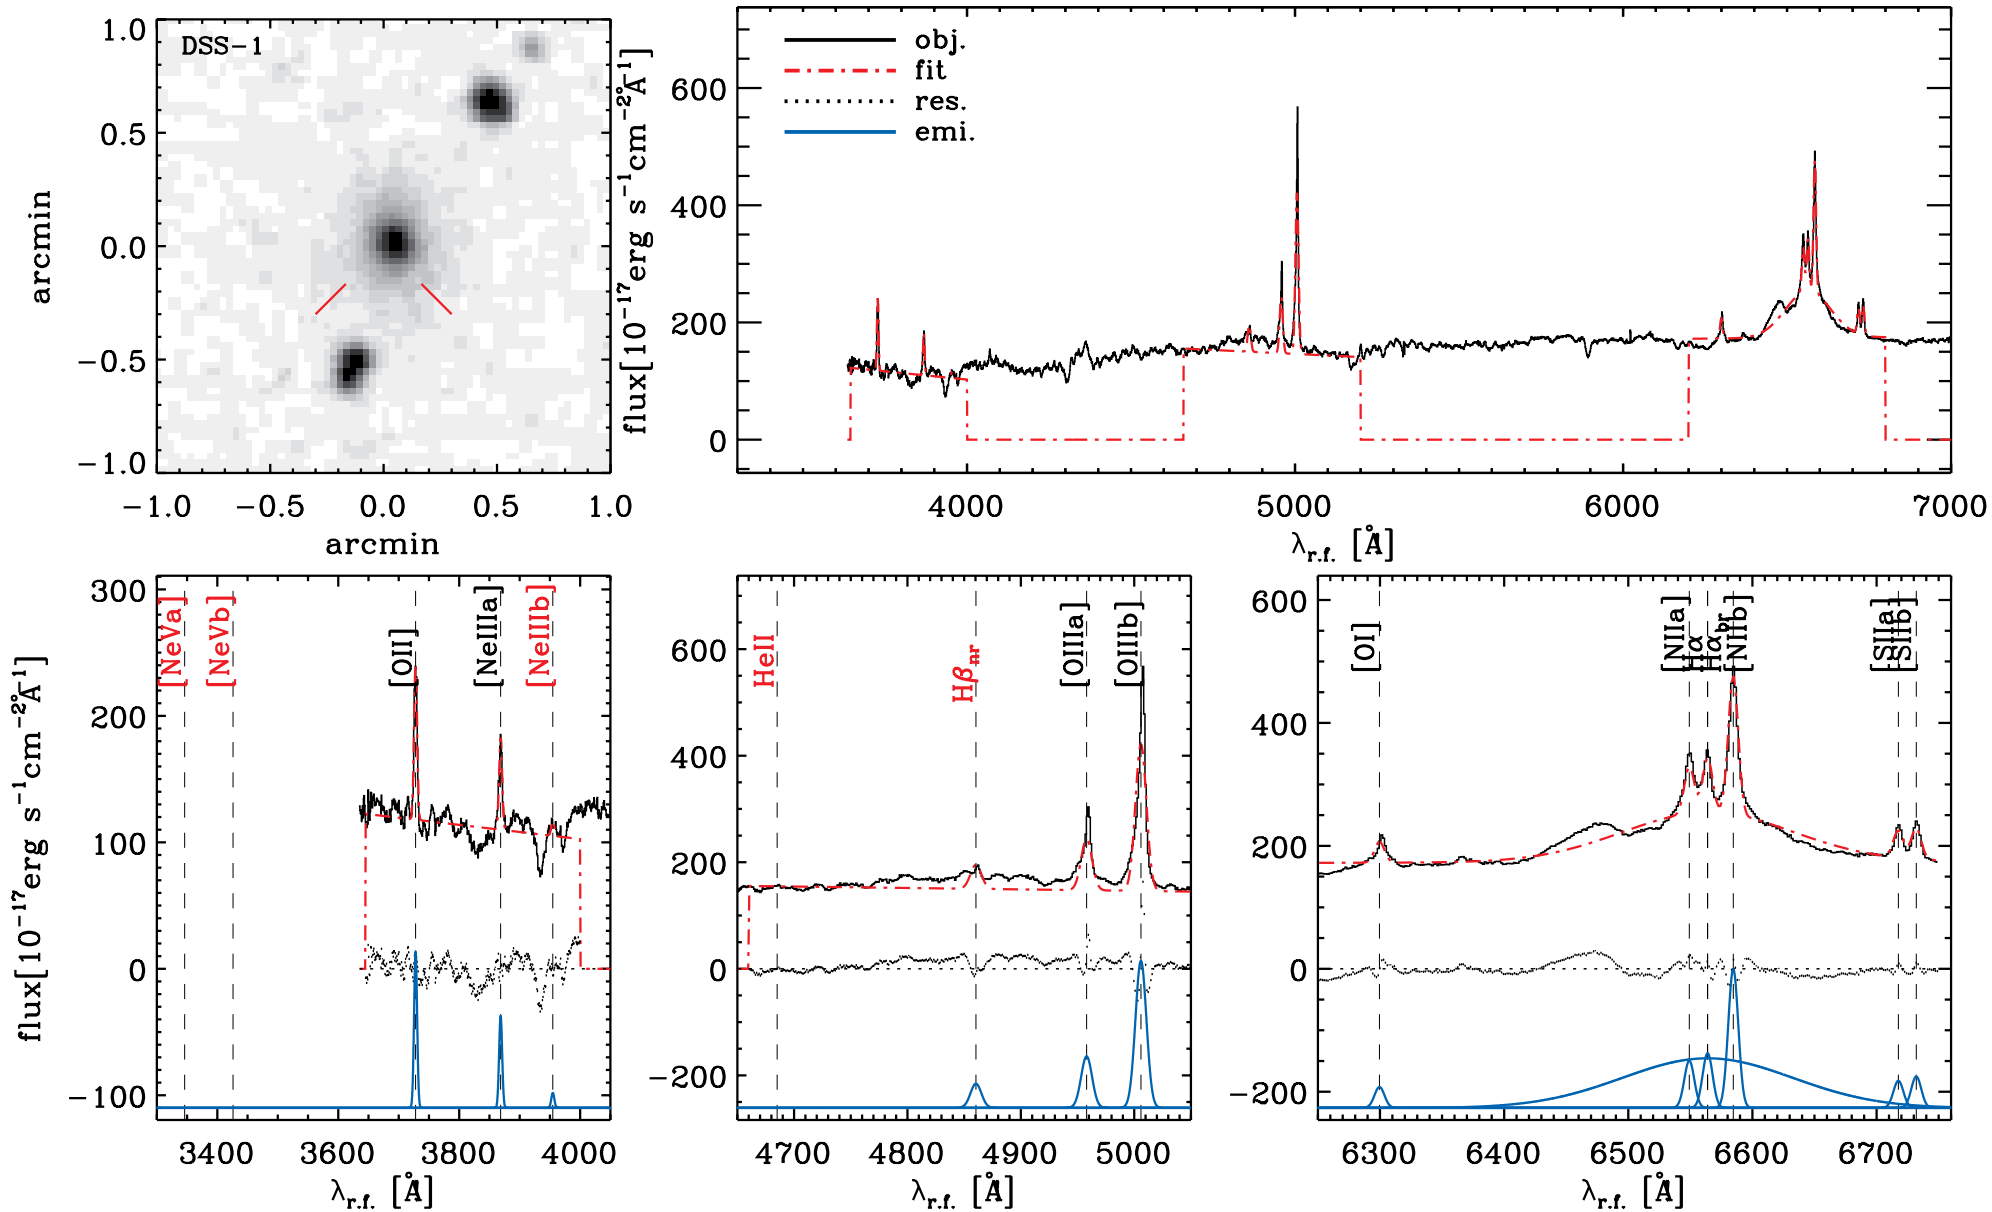 DSS-1
1.0
0.5
0.0
-0.5
-1.0
-1.0 -0.5 0.0 0.5 1.0
arcmin
arcmin
obj.
fit
res.
emi.
600
400
200
0
flux[10⁻¹⁷erg s⁻¹cm⁻²Å⁻¹]
4000 5000 6000 7000
λr.f. [Å]
300
200
100
0
-100
flux[10⁻¹⁷erg s⁻¹cm⁻²Å⁻¹]
[NeVa] [NeVb] [OII] [NeIIIa] [NeIIIb]
3400 3600 3800 4000
λr.f. [Å]
600
400
200
0
-200
HeII Hβnr [OIIIa] [OIIIb]
4700 4800 4900 5000
λr.f. [Å]
600
400
200
0
-200
[OI] [NIIa] Hα Hαbr [NIIb] [SIIa] [SIIb]
6300 6400 6500 6600 6700
λr.f. [Å]